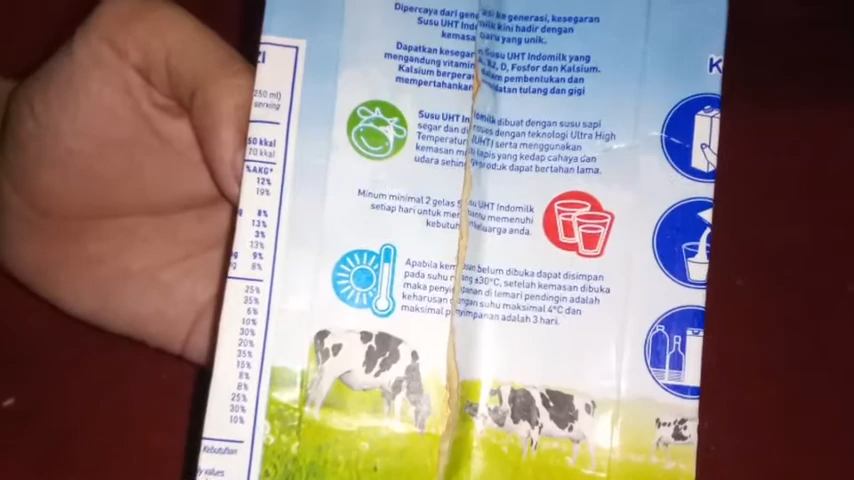 Dipercaya dari generasi ke generasi, kesegaran
Susu UHT Indomilk kini hadir dengan
kemasan baru yang unik.
Dapatkan kesegaran Susu UHT Indomilk yang
mengandung vitamin A, B2, D, Fosfor dan Kalsium.
Kalsium berperan dalam pembentukan dan
mempertahankan kepadatan tulang dan gigi
Susu UHT Indomilk dibuat dengan susu sapi
segar dan diproses dengan teknologi Ultra High
Temperature (UHT) serta menggunakan
kemasan lapis yang kedap cahaya dan
udara sehingga produk dapat bertahan lama.
Minum minimal 2 gelas Susu UHT Indomilk
setiap hari untuk membantu memenuhi
kebutuhan keluarga anda.
Apabila kemasan belum dibuka dapat disimpan
pada suhu ruang ±30°C, setelah kemasan dibuka
maka penyimpanan di lemari pendingin adalah
keharusan dengan suhu maksimal 4°C dan
maksimal penyimpanan adalah 3 hari.
ZI
250 ml)
serving
%AKG*
12%
19%
8%
13%
3%
13%
9%
8%
25%
35%
6%
10%
30%
20%
35%
15%
8%
8%
25%
30%
10%
Kebutuhan
values
K